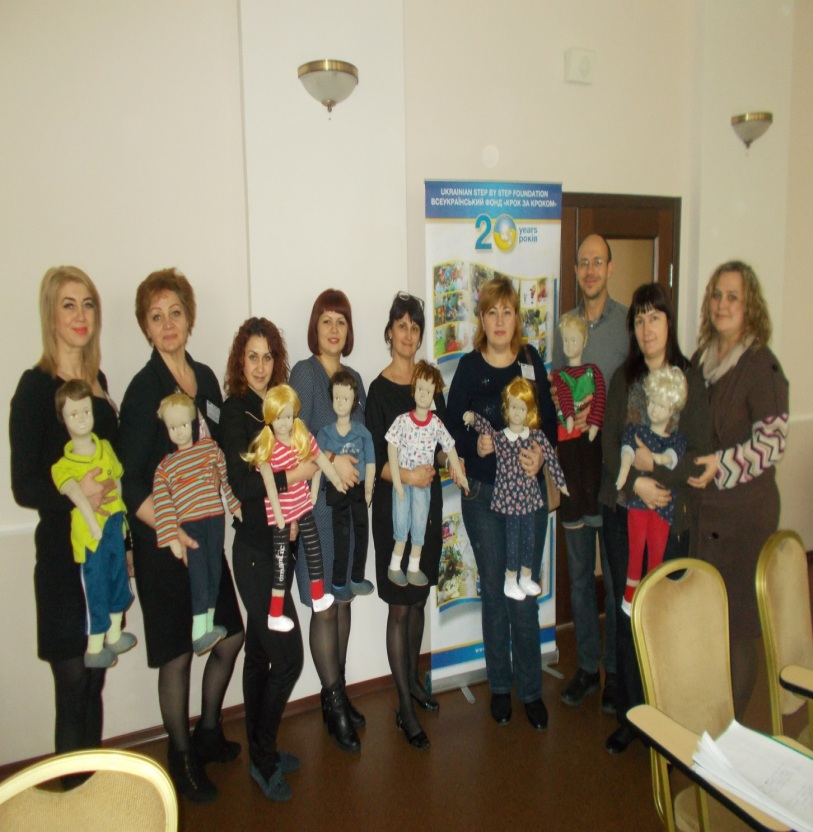 UKRAINIAN STEP BY STEP FOUNDATION
ВСЕУКРАЇНСЬКИЙ ФОНД «КРОК ЗА КРОКОМ»
20 years
років